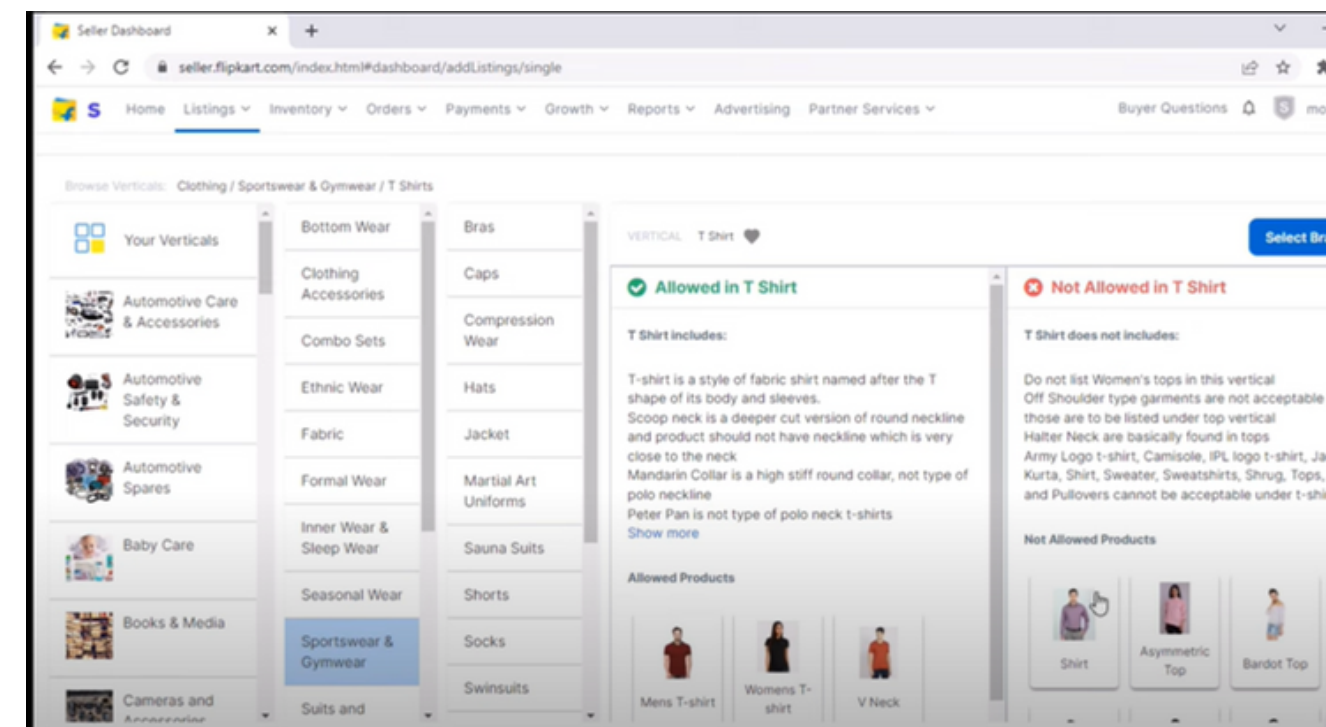 Seller Dashboard
seller.flipkart.com/index.html#dashboard/addListings/single
S Home Listings Inventory Orders Payments Growth Reports Advertising Partner Services Buyer Questions
Browse Verticals: Clothing / Sportswear & Gymwear / T Shirts
Your Verticals
Automotive Care
& Accessories
Automotive
Safety &
Security
Automotive
Spares
Baby Care
Books & Media
Cameras and
Accessories
Bottom Wear
Clothing
Accessories
Combo Sets
Ethnic Wear
Fabric
Formal Wear
Inner Wear &
Sleep Wear
Seasonal Wear
Sportswear &
Gymwear
Suits and
Bras
Caps
Compression
Wear
Hats
Jacket
Martial Art
Uniforms
Sauna Suits
Shorts
Socks
Swinsuits
VERTICAL T Shirt
Select
Allowed in T Shirt
T Shirt includes:
T-shirt is a style of fabric shirt named after the T
shape of its body and sleeves.
Scoop neck is a deeper cut version of round neckline
and product should not have neckline which is very
close to the neck
Mandarin Collar is a high stiff round collar, not type of
polo neckline
Peter Pan is not type of polo neck t-shirts
Show more
Allowed Products
Mens T-shirt
Womens T-
shirt
V Neck
Not Allowed in T Shirt
T Shirt does not includes:
Do not list Women's tops in this vertical
Off Shoulder type garments are not acceptable
those are to be listed under top vertical
Halter Neck are basically found in tops
Army Logo t-shirt, Camisole, IPL logo t-shirt,
Kurta, Shirt, Sweater, Sweatshirts, Shrug, Tops,
and Pullovers cannot be acceptable under
Not Allowed Products
Shirt
Asymmetric
Top
Bardot Top